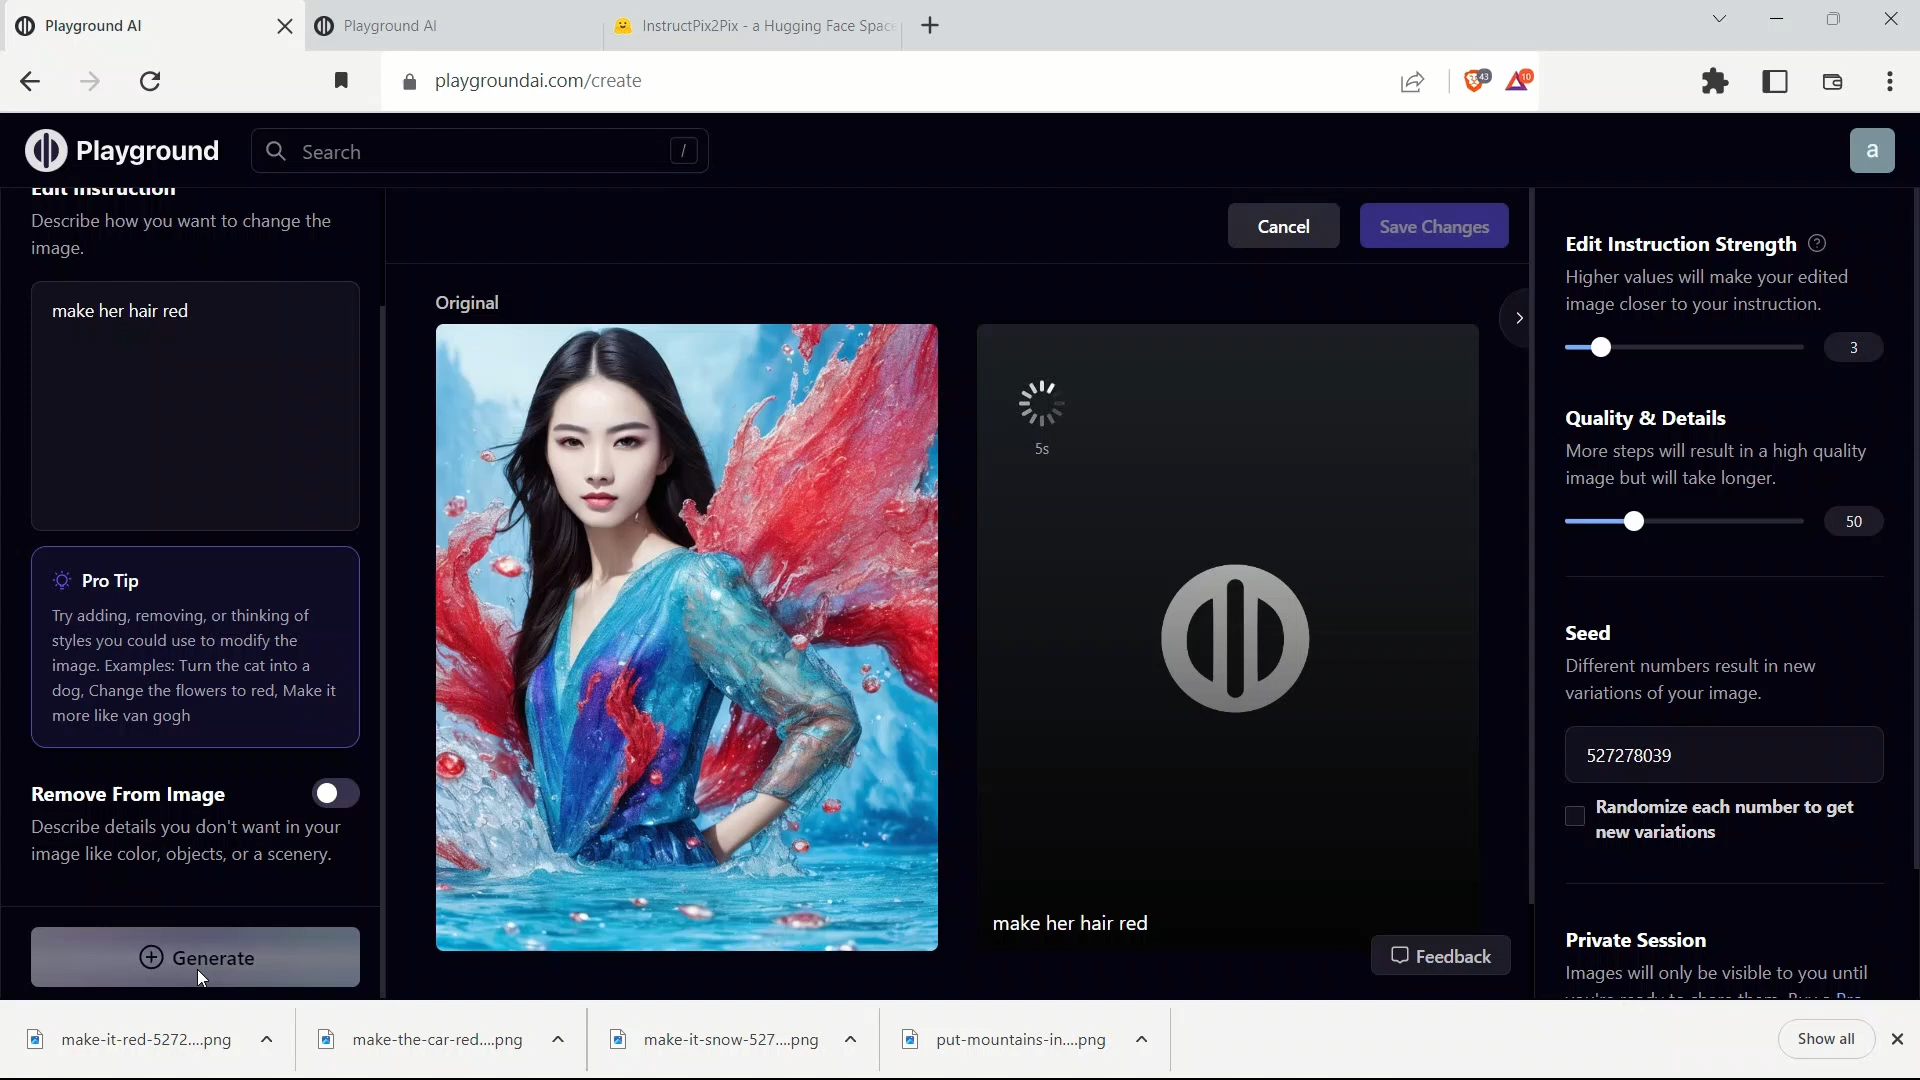 Playground AI
Playground AI
InstructPix2Pix - a Hugging Face Space
playgroundai.com/create
43
10
Playground
Search
/
a
Edit Instruction
Describe how you want to change the
image.
make her hair red
Pro Tip
Try adding, removing, or thinking of
styles you could use to modify the
image. Examples: Turn the cat into a
dog, Change the flowers to red, Make it
more like van gogh
Remove From Image
Describe details you don't want in your
image like color, objects, or a scenery.
Generate
Cancel
Save Changes
Original
5s
make her hair red
Feedback
Edit Instruction Strength
Higher values will make your edited
image closer to your instruction.
3
Quality & Details
More steps will result in a high quality
image but will take longer.
50
Seed
Different numbers result in new
variations of your image.
527278039
Randomize each number to get
new variations
Private Session
Images will only be visible to you until
make-it-red-5272....png
make-the-car-red....png
make-it-snow-527....png
put-mountains-in....png
Show all